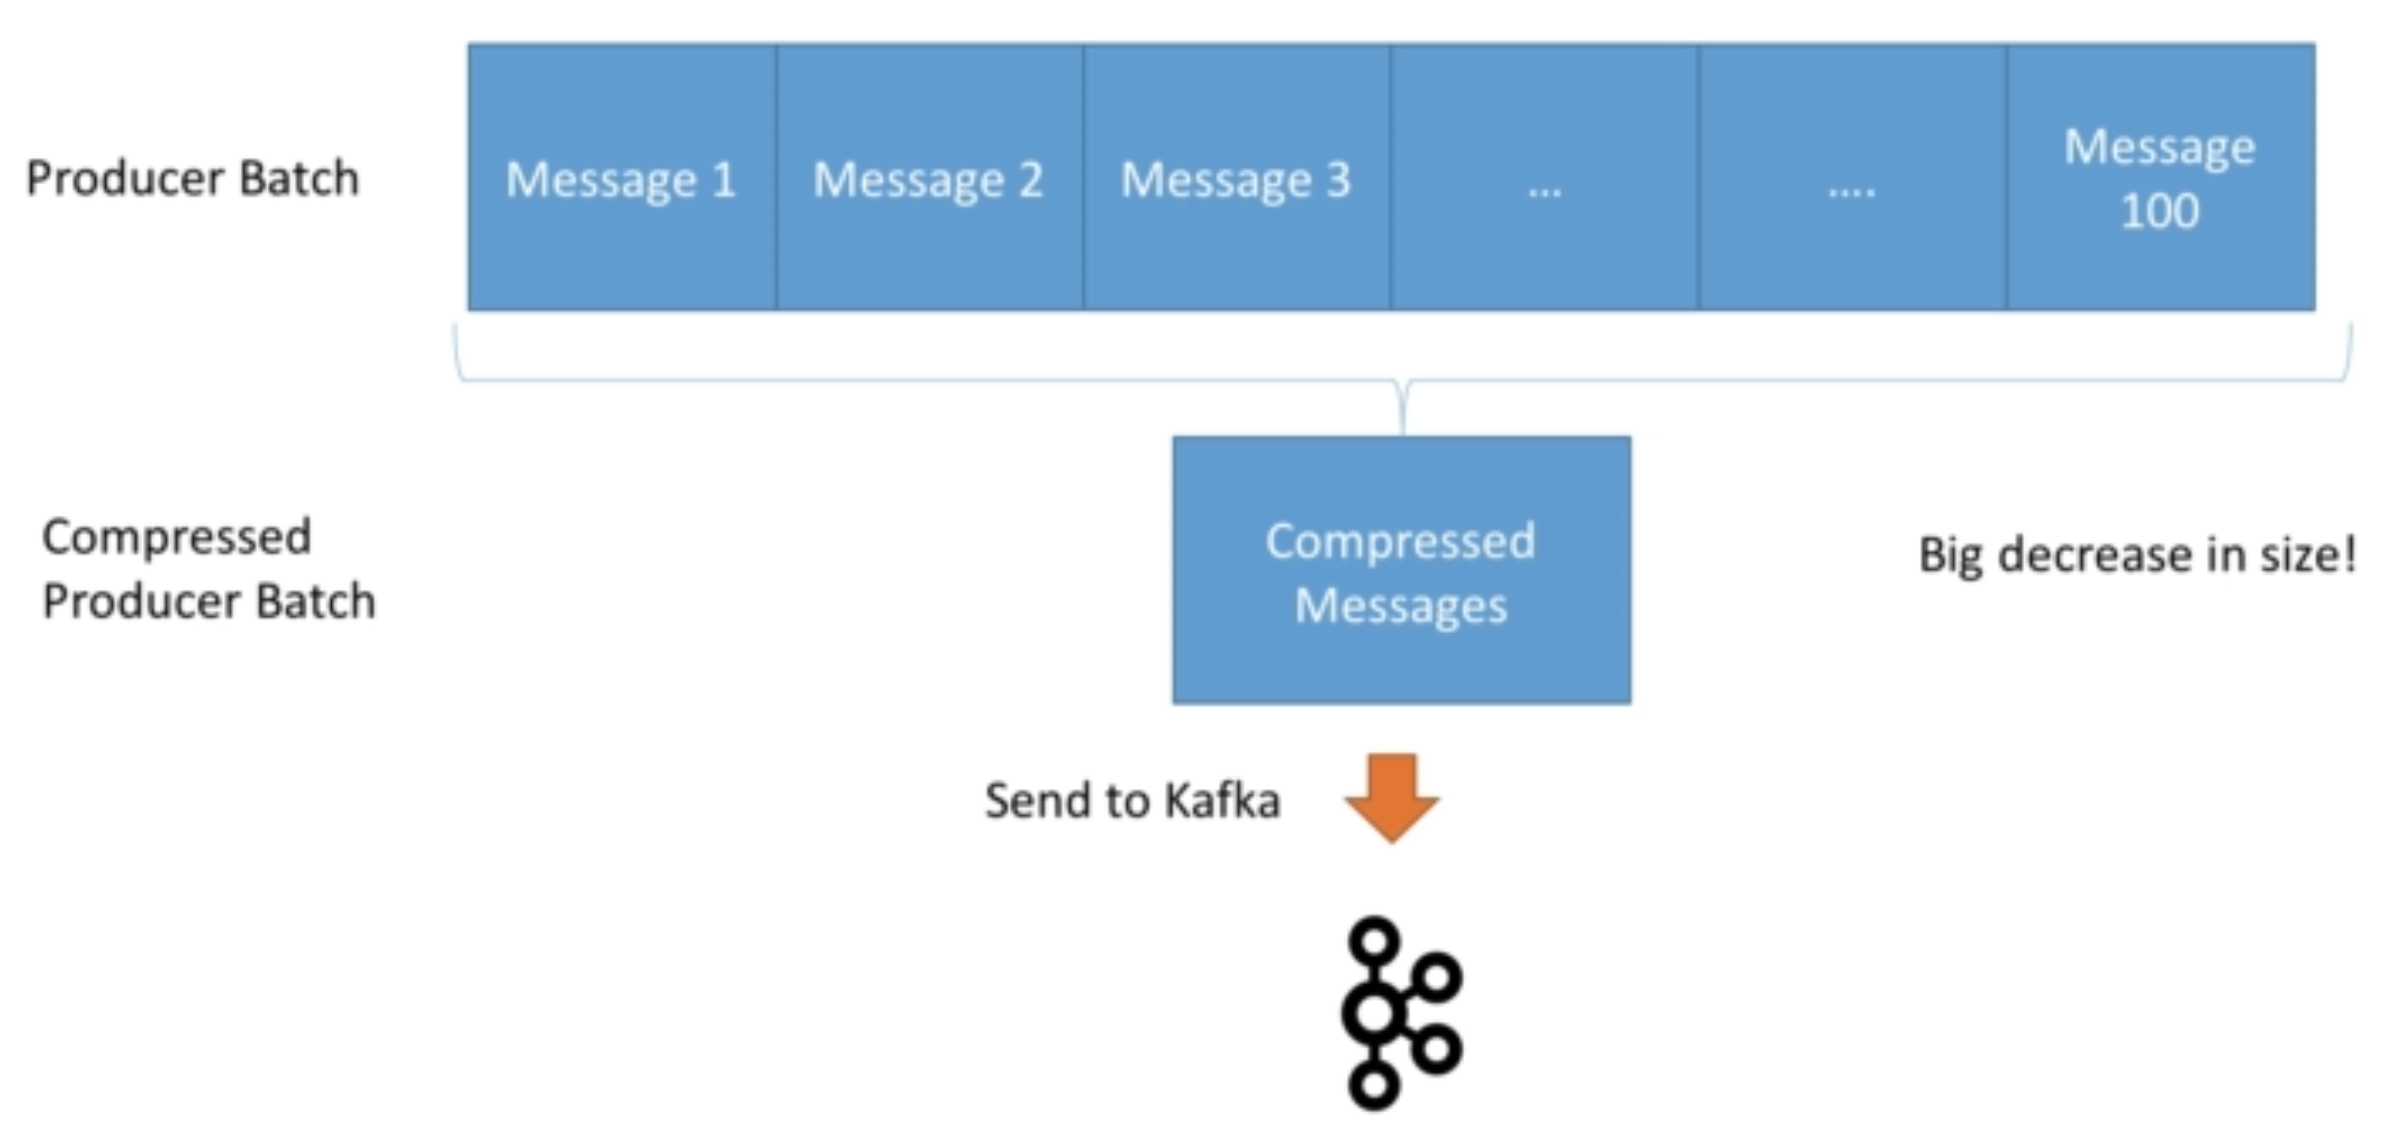 Producer Batch
Message 1
Message 2
Message 3
...
....
Message
100
Compressed
Producer Batch
Compressed
Messages
Big decrease in size!
Send to Kafka